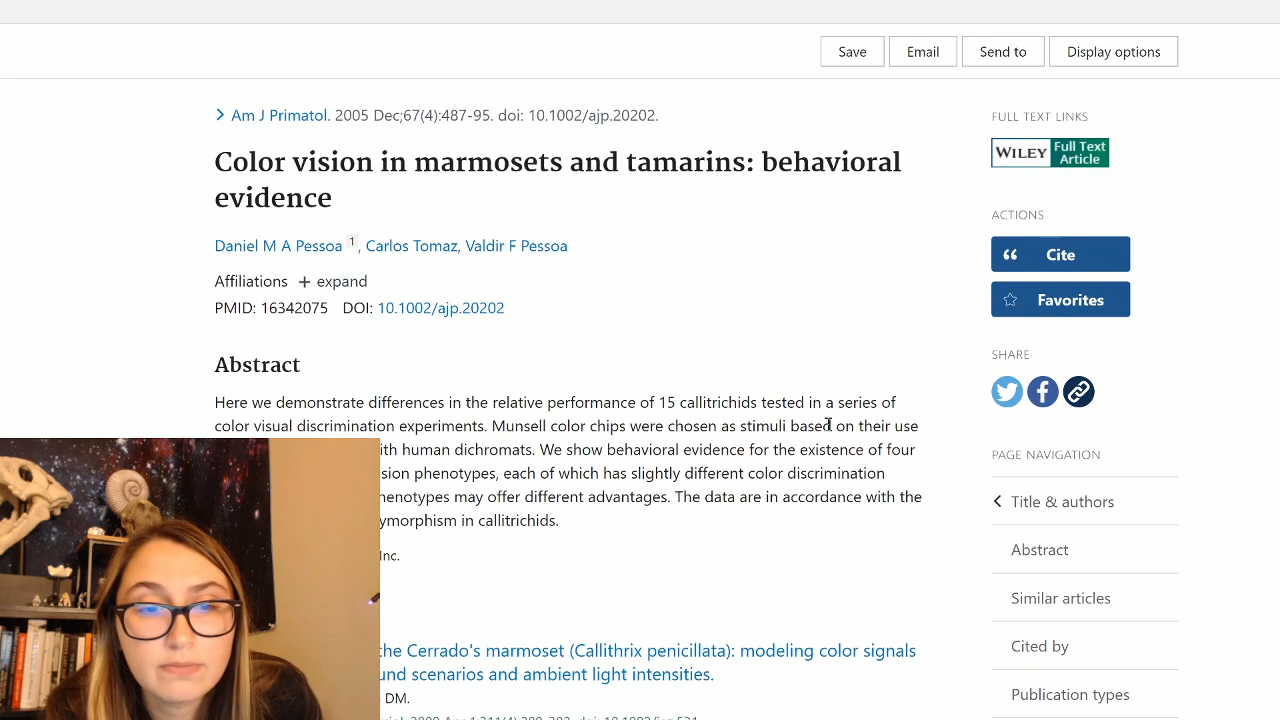 Save Email Send to Display options
Am J Primatol. 2005 Dec;67(4):487-95. doi: 10.1002/ajp.20202.
Color vision in marmosets and tamarins: behavioral
evidence
Daniel M A Pessoa 1, Carlos Tomaz, Valdir F Pessoa
Affiliations + expand
PMID: 16342075 DOI: 10.1002/ajp.20202
Abstract
Here we demonstrate differences in the relative performance of 15 callitrichids tested in a series of
color visual discrimination experiments. Munsell color chips were chosen as stimuli based on their use
ith human dichromats. We show behavioral evidence for the existence of four
sion phenotypes, each of which has slightly different color discrimination
henotypes may offer different advantages. The data are in accordance with the
ymorphism in callitrichids.
Inc.
the Cerrado's marmoset (Callithrix penicillata): modeling color signals
und scenarios and ambient light intensities.
DM.
FULL TEXT LINKS
WILEY Full Text
Article
ACTIONS
Cite
Favorites
SHARE
PAGE NAVIGATION
Title & authors
Abstract
Similar articles
Cited by
Publication types